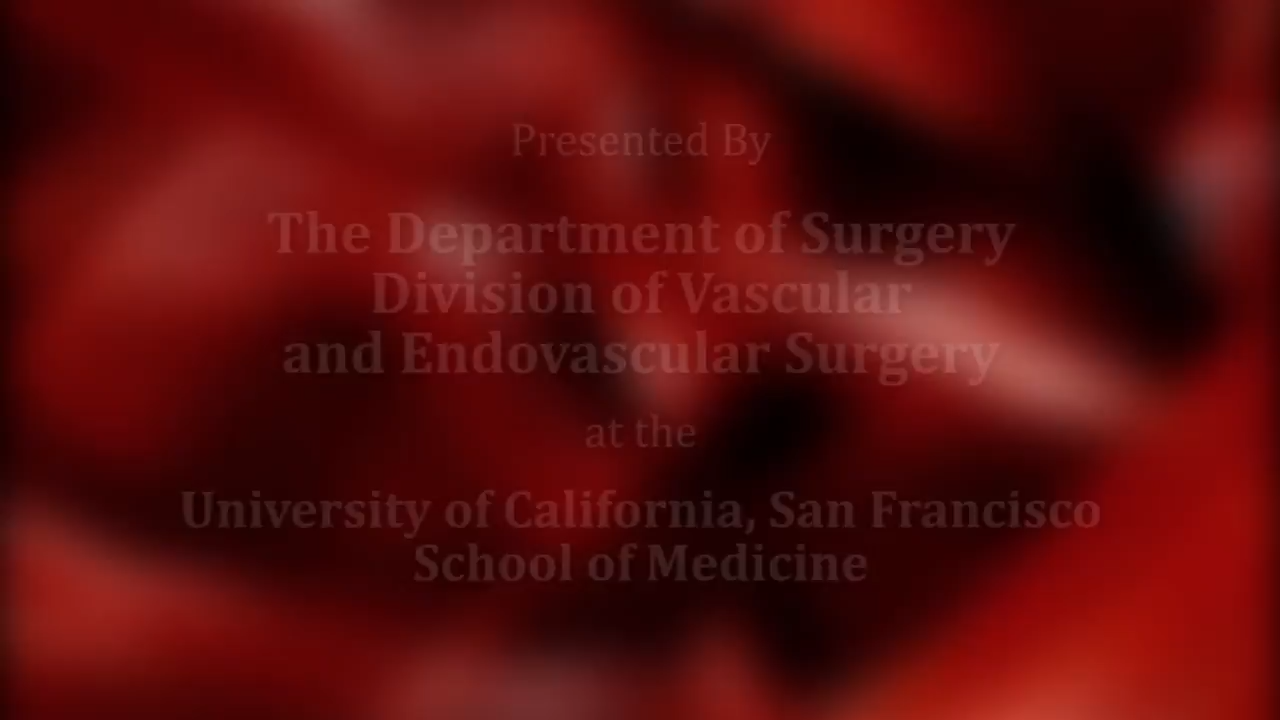 Presented By
The Department of Surgery
Division of Vascular
and Endovascular Surgery
at the
University of California, San Francisco
School of Medicine